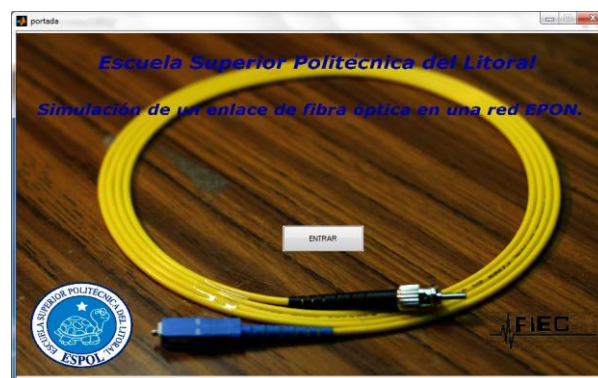 portada
Escuela Superior Politécnica del Litoral
Simulación de un enlace de fibra óptica en una red EPON.
ENTRAR
ESCUELA SUPERIOR POLITÉCNICA DEL LITORAL
ESPOL
FIEC